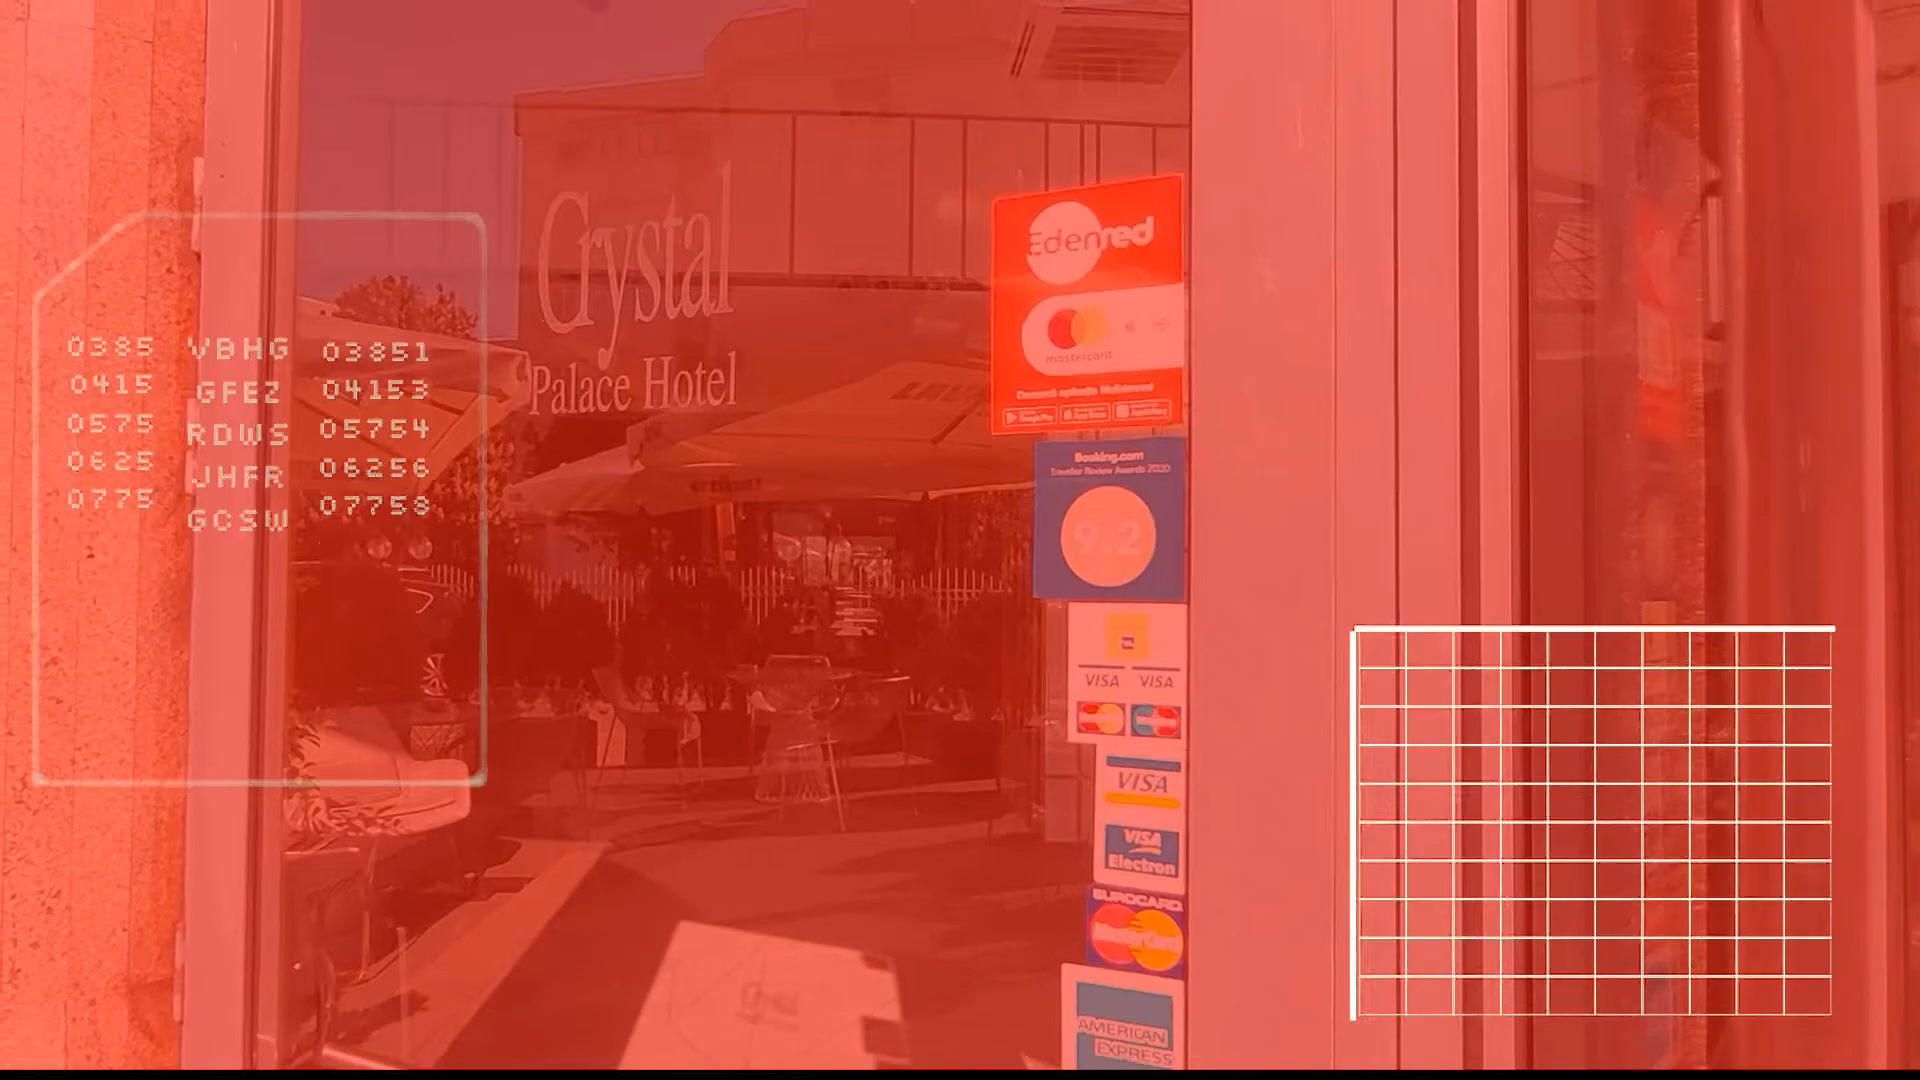 0385 VBHG 03851
0415 GFEZ 04153
0575 RDWS 05754
0625 JHFR 06256
0775 GCSW 07758
Crystal
Palace Hotel
Edenred
mastercard
Booking.com
Traveller Review Awards 2020
9.2
VISA VISA
VISA
VISA
Electron
EUROCARD
MasterCard
AMERICAN
EXPRESS